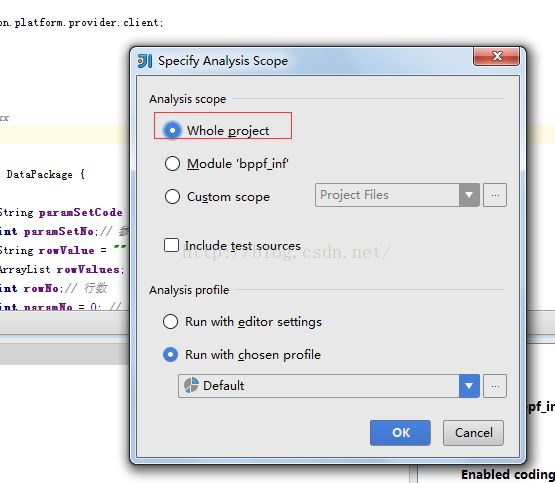 on.platform.provider.client;
Specify Analysis Scope
xx
Analysis scope
Whole project
Module 'bppf_inf'
DataPackage {
Custom scope
Project Files
...
String paramSetCode
int paramSetNo;// 参
String rowValue = ""
Include test sources
http://blog.csdn.net/
ArrayList rowValues;
int rowNo;// 行数
Analysis profile
int paramNo = 0; //
Run with editor settings
Run with chosen profile
Default
...
pf_in
OK
Cancel
Enabled coding